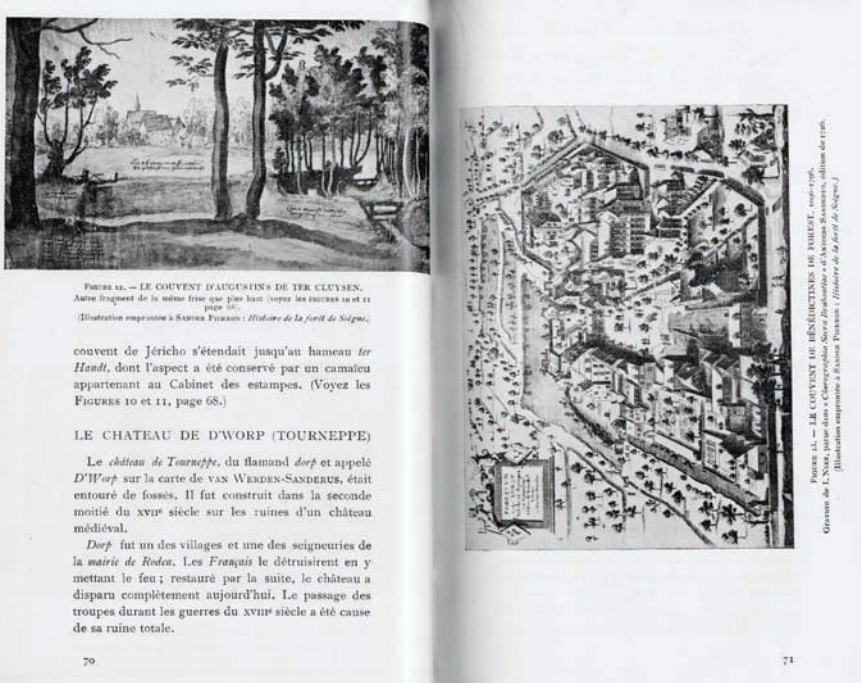 FIGURE 12. — LE COUVENT D'AUGUSTINS DE TER CLUYSEN.
Autre fragment de la même frise que plus haut (voyez les FIGURES 10 et 11
page 68).
(Illustration empruntée à SANDER PIERRON : Histoire de la forêt de Soigne.)
couvent de Jéricho s'étendait jusqu'au hameau ter
Handt, dont l'aspect a été conservé par un camaïeu
appartenant au Cabinet des estampes. (Voyez les
FIGURES 10 et 11, page 68.)
LE CHATEAU DE D'WORP (TOURNEPPE)
Le château de Tourneppe, du flamand dorp et appelé
D'Worp sur la carte de VAN WERDEN-SANDERUS, était
entouré de fossés. Il fut construit dans la seconde
moitié du XVIIe siècle sur les ruines d'un château
médiéval.
Dorp fut un des villages et une des seigneuries de
la mairie de Roden. Les Français le détruisirent en y
mettant le feu ; restauré par la suite, le château a
disparu complètement aujourd'hui. Le passage des
troupes durant les guerres du XVIIIe siècle a été cause
de sa ruine totale.
70
FIGURE 13. — LE COUVENT DE BÉNÉDICTINES DE FOREST,
Gravure de I. parue dans « Chorographia Sacra Brabantiæ » d'ANTOINE SANDERUS, édition de 1726.
(Illustration empruntée à SANDER PIERRON : Histoire de la forêt de Soigne.)
71